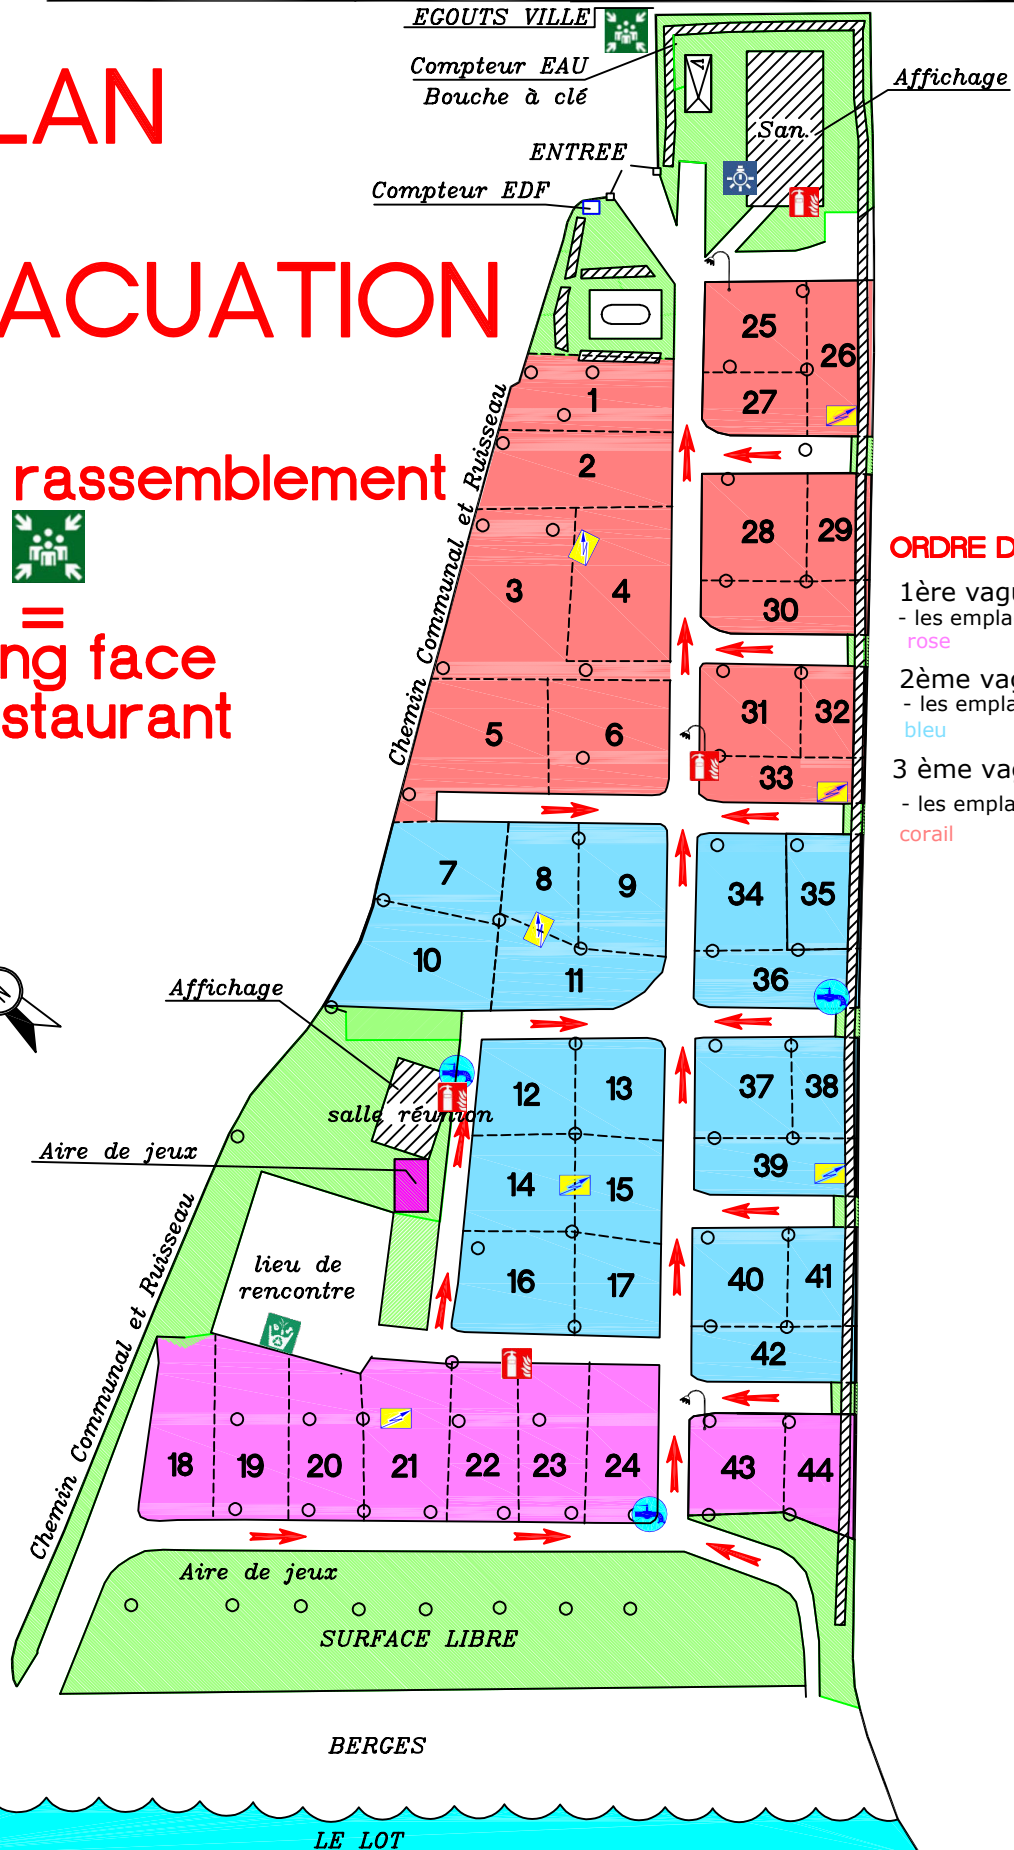 EGOUTS VILLE
Compteur EAU
Bouche à clé
Affichage
LAN
San.
ENTREE
Compteur EDF
ACUATION
25
26
27
1
2
rassemblement
28
29
30
3
4
=
ng face
staurant
Chemin Communal et Ruisseau
ORDRE D
1ère vagu
- les empla
rose
2ème vag
- les empla
bleu
3 ème va
- les empla
corail
5
6
31
32
33
7
8
9
10
11
34
35
36
N
Affichage
salle réunion
Aire de jeux
12
13
14
15
16
17
37
38
39
40
41
42
lieu de
rencontre
Chemin Communal et Ruisseau
18
19
20
21
22
23
24
43
44
Aire de jeux
SURFACE LIBRE
BERGES
LE LOT